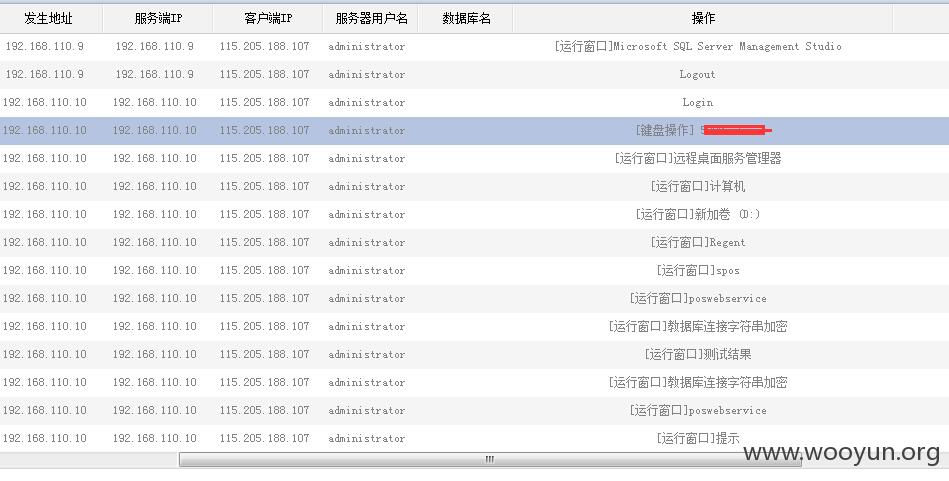 发生地址 服务端IP 客户端IP 服务器用户名 数据库名 操作
192.168.110.9 192.168.110.9 115.205.188.107 administrator [运行窗口]Microsoft SQL Server Management Studio
192.168.110.9 192.168.110.9 115.205.188.107 administrator Logout
192.168.110.10 192.168.110.10 115.205.188.107 administrator Login
192.168.110.10 192.168.110.10 115.205.188.107 administrator [键盘操作]
192.168.110.10 192.168.110.10 115.205.188.107 administrator [运行窗口]远程桌面服务管理器
192.168.110.10 192.168.110.10 115.205.188.107 administrator [运行窗口]计算机
192.168.110.10 192.168.110.10 115.205.188.107 administrator [运行窗口]新加卷 (D:)
192.168.110.10 192.168.110.10 115.205.188.107 administrator [运行窗口]Regent
192.168.110.10 192.168.110.10 115.205.188.107 administrator [运行窗口]spos
192.168.110.10 192.168.110.10 115.205.188.107 administrator [运行窗口]poswebservice
192.168.110.10 192.168.110.10 115.205.188.107 administrator [运行窗口]数据库连接字符串加密
192.168.110.10 192.168.110.10 115.205.188.107 administrator [运行窗口]测试结果
192.168.110.10 192.168.110.10 115.205.188.107 administrator [运行窗口]数据库连接字符串加密
192.168.110.10 192.168.110.10 115.205.188.107 administrator [运行窗口]poswebservice
192.168.110.10 192.168.110.10 115.205.188.107 administrator [运行窗口]提示
www.wooyun.org